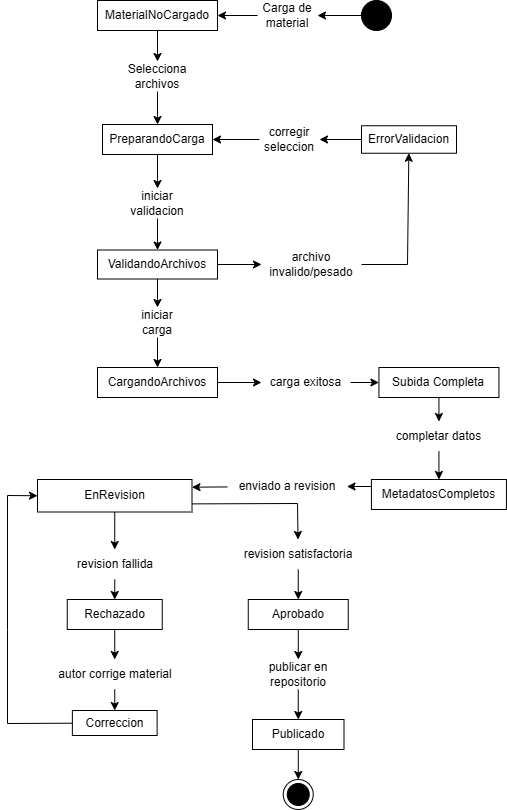 MaterialNoCargado
Carga de
material
Selecciona
archivos
PreparandoCarga
corregir
seleccion
ErrorValidacion
iniciar
validacion
ValidandoArchivos
archivo
invalido/pesado
iniciar
carga
CargandoArchivos
carga exitosa
Subida Completa
completar datos
EnRevision
enviado a revision
MetadatosCompletos
revision fallida
revision satisfactoria
Rechazado
Aprobado
autor corrige material
publicar en
repositorio
Correccion
Publicado